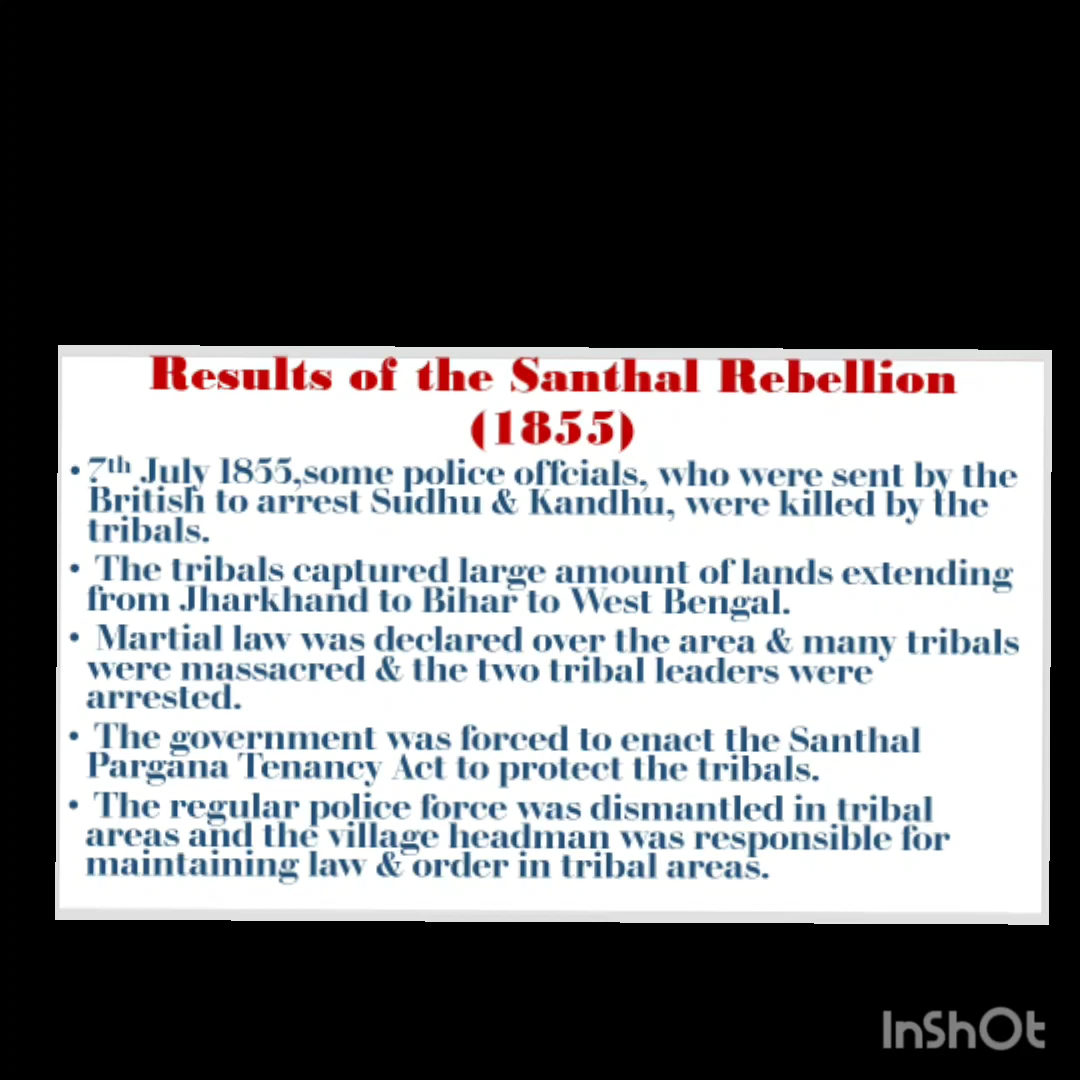 Results of the Santhal Rebellion
(1855)
• 7th July 1855,some police offcials, who were sent by the
British to arrest Sudhu & Kandhu, were killed by the
tribals.
• The tribals captured large amount of lands extending
from Jharkhand to Bihar to West Bengal.
• Martial law was declared over the area & many tribals
were massacred & the two tribal leaders were
arrested.
• The government was forced to enact the Santhal
Pargana Tenancy Act to protect the tribals.
• The regular police force was dismantled in tribal
areas and the village headman was responsible for
maintaining law & order in tribal areas.
InShOt